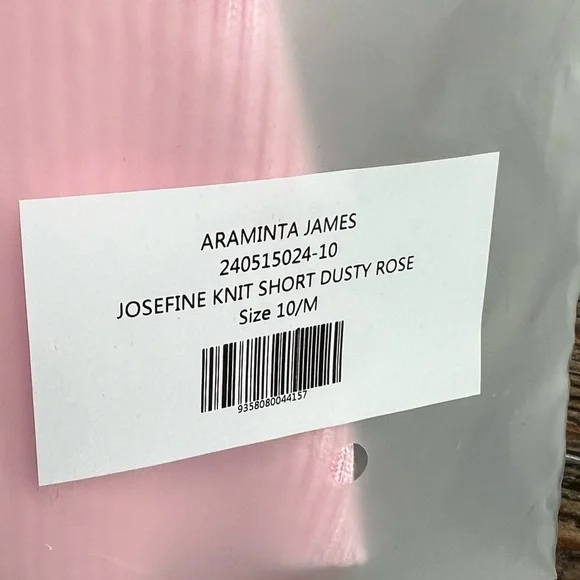 ARAMINTA JAMES
240515024-10
JOSEFINE KNIT SHORT DUSTY ROSE
Size 10/M
9358080044157